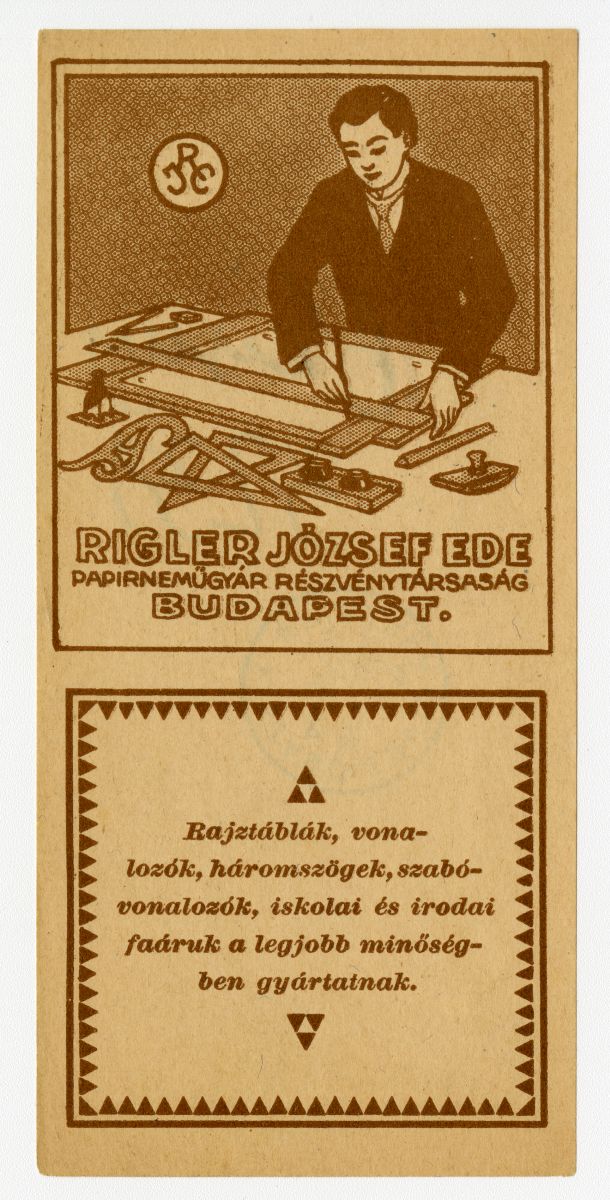 RJE
RIGLER JÓZSEF EDE
PAPIRNEMŰGYÁR RÉSZVÉNYTÁRSASÁG
BUDAPEST.
Rajztáblák, vona-
lozók, háromszögek, szabó-
vonalozók, iskolai és irodai
faáruk a legjobb minőség-
ben gyártatnak.